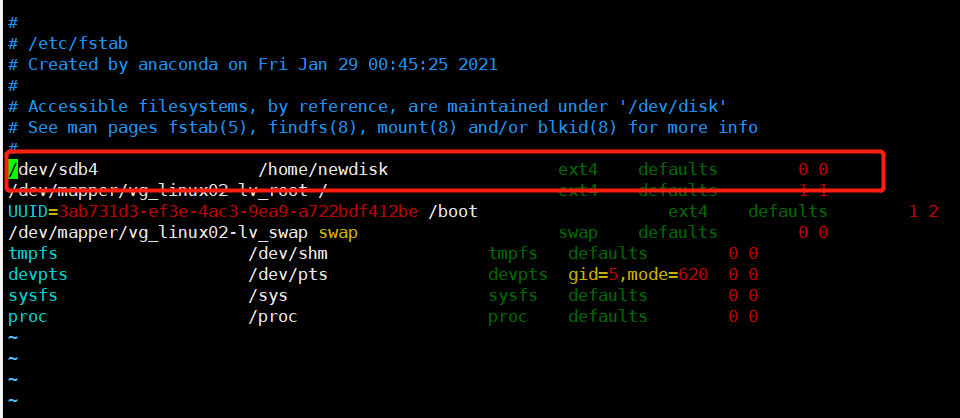 #
# /etc/fstab
# Created by anaconda on Fri Jan 29 00:45:25 2021
#
# Accessible filesystems, by reference, are maintained under '/dev/disk'
# See man pages fstab(5), findfs(8), mount(8) and/or blkid(8) for more info
#
/dev/sdb4 /home/newdisk ext4 defaults 0 0
/dev/mapper/vg_linux02-lv_root / ext4 defaults 1 1
UUID=3ab731d3-ef3e-4ac3-9ea9-a722bdf412be /boot ext4 defaults 1 2
/dev/mapper/vg_linux02-lv_swap swap swap defaults 0 0
tmpfs /dev/shm tmpfs defaults 0 0
devpts /dev/pts devpts gid=5,mode=620 0 0
sysfs /sys sysfs defaults 0 0
proc /proc proc defaults 0 0
~
~
~
~